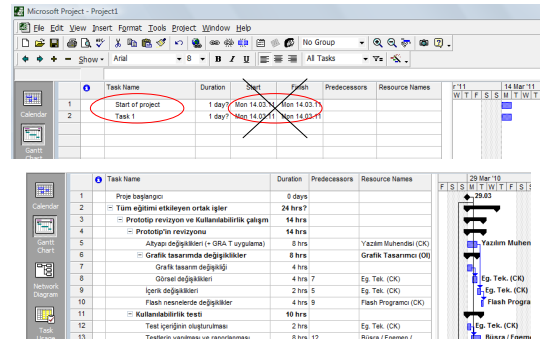 Microsoft Project - Project1
File Edit View Insert Format Tools Project Window Help
No Group
Show Arial 8 B I U All Tasks
Task Name Duration Start Finish Predecessors Resource Names r '11 14 Mar '11
W T F S S M T W T F S
1 Start of project 1 day? Mon 14.03.11 Mon 14.03.11
2 Task 1 1 day? Mon 14.03.11 Mon 14.03.11
Calendar
Gantt
Chart
Task Name Duration Predecessors Resource Names 29 Mar '10
F S S M T W T F S
1 Proje başlangıcı 0 days 29.03
2 Tüm eğitimi etkileyen ortak işler 24 hrs?
3 Prototip revizyon ve Kullanılabilirlik çalışm 14 hrs
4 Prototip'in revizyonu 14 hrs
5 Altyapı değişiklikleri (+ GRA T uygulama) 8 hrs Yazılım Muhendisi (CK) Yazılım Muhen
6 Grafik tasarımda değişiklikler 8 hrs Grafik Tasarımcı (Ol)
7 Grafik tasarım değişikliği 4 hrs
8 Görsel değişiklikleri 4 hrs 7 Eg. Tek. (CK) Eg. Tek. (CK)
9 İçerik değişiklikleri 2 hrs 5 Eg. Tek. (CK) Eg. Tek. (CK)
10 Flash nesnelerde değişiklikler 4 hrs 9 Flash Programcı (CK) Flash Progra
11 Kullanılabilirlik testi 10 hrs
12 Test içeriğinin oluşturulması 2 hrs Eg. Tek. (CK) Eg. Tek. (CK)
13 Testlerin yapılması ve raporlanması 8 hrs 12 Büşra / Egemen / Büşra / Egeme
Calendar
Gantt
Chart
Network
Diagram
Task
Usage